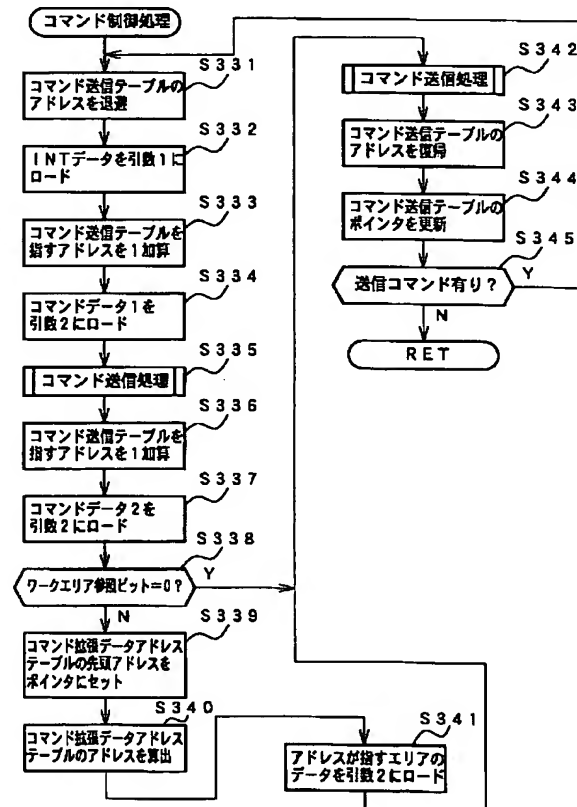 コマンド制御処理
S331
コマンド送信テーブルの
アドレスを退避
S332
INTデータを引数1に
ロード
S333
コマンド送信テーブルを
指すアドレスを1加算
S334
コマンドデータ1を
引数2にロード
S335
コマンド送信処理
S336
コマンド送信テーブルを
指すアドレスを1加算
S337
コマンドデータ2を
引数2にロード
S338
ワークエリア参照ビット=0?
Y
N
S339
コマンド拡張データアドレス
テーブルの先頭アドレスを
ポインタにセット
S340
コマンド拡張データアドレス
テーブルのアドレスを算出
S341
アドレスが指すエリアの
データを引数2にロード
S342
コマンド送信処理
S343
コマンド送信テーブルの
アドレスを復帰
S344
コマンド送信テーブルの
ポインタを更新
S345
送信コマンド有り?
Y
N
RET